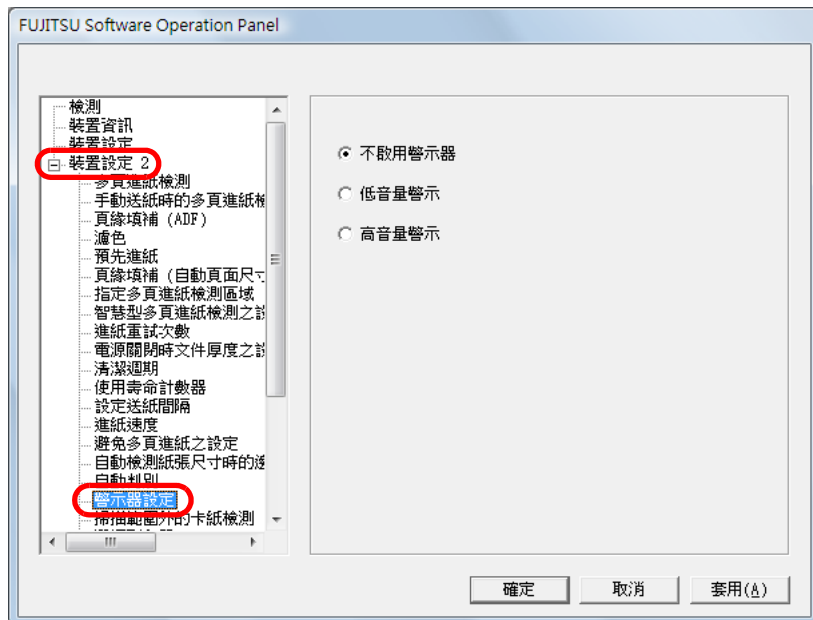 FUJITSU Software Operation Panel
檢測
裝置資訊
裝置設定
裝置設定 2
多頁進紙檢測
手動送紙時的多頁進紙檢
頁緣填補 (ADF)
濾色
預先進紙
頁緣填補 (自動頁面尺寸
指定多頁進紙檢測區域
智慧型多頁進紙檢測之設
進紙重試次數
電源關閉時文件厚度之設
清潔週期
使用壽命計數器
設定送紙間隔
進紙速度
避免多頁進紙之設定
自動檢測紙張尺寸時的邊
自動判別
警示器設定
掃描範圍外的卡紙檢測
不啟用警示器
低音量警示
高音量警示
確定
取消
套用(A)